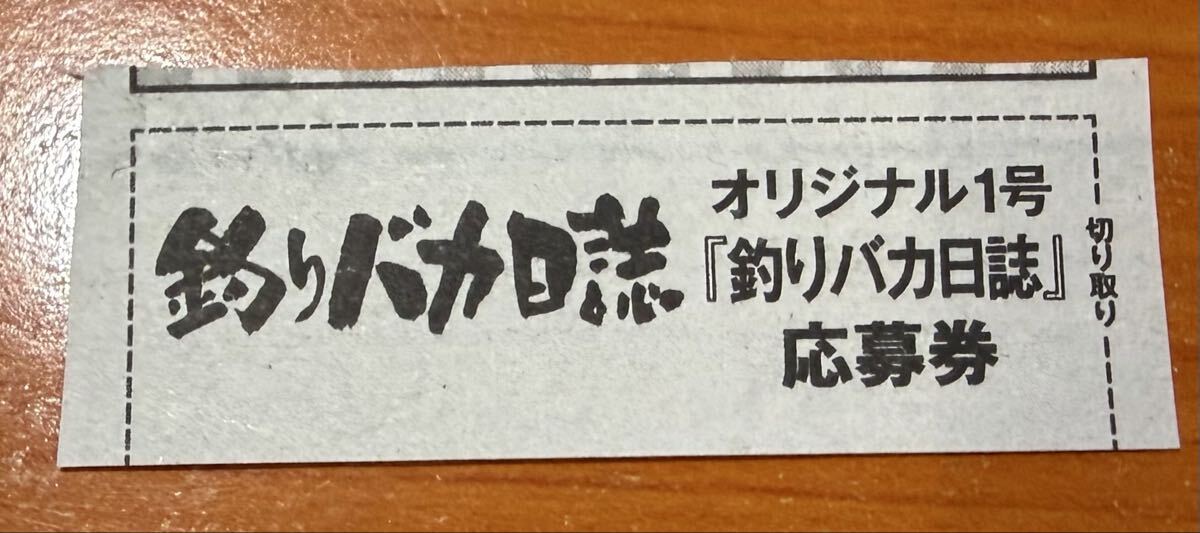 釣りバカ日誌
オリジナル1号
『釣りバカ日誌』
応募券
切り取り